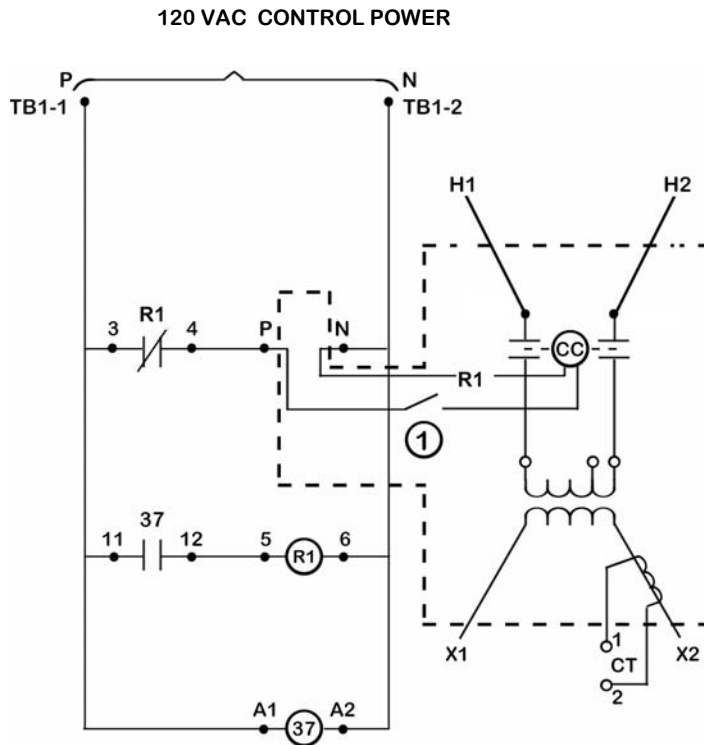 120 VAC CONTROL POWER
P N
TB1-1 TB1-2
H1 H2
R1
3 4 P N
CC
R1
1
37
11 12 5 R1 6
X1 1 CT 2 X2
A1 37 A2